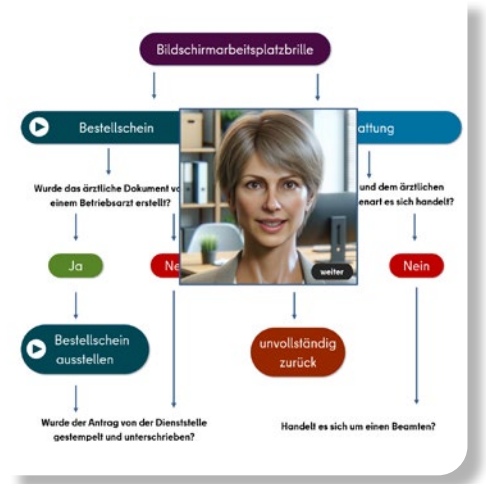 Bildschirmarbeitsplatzbrille
Bestellschein
attung
Wurde das ärztliche Dokument vo
einem Betriebsarzt erstellt?
und dem ärztlichen
enart es sich handelt?
Ja
Ne
weiter
Nein
Bestellschein
ausstellen
unvollständig
zurück
Wurde der Antrag von der Dienststelle
gestempelt und unterschrieben?
Handelt es sich um einen Beamten?